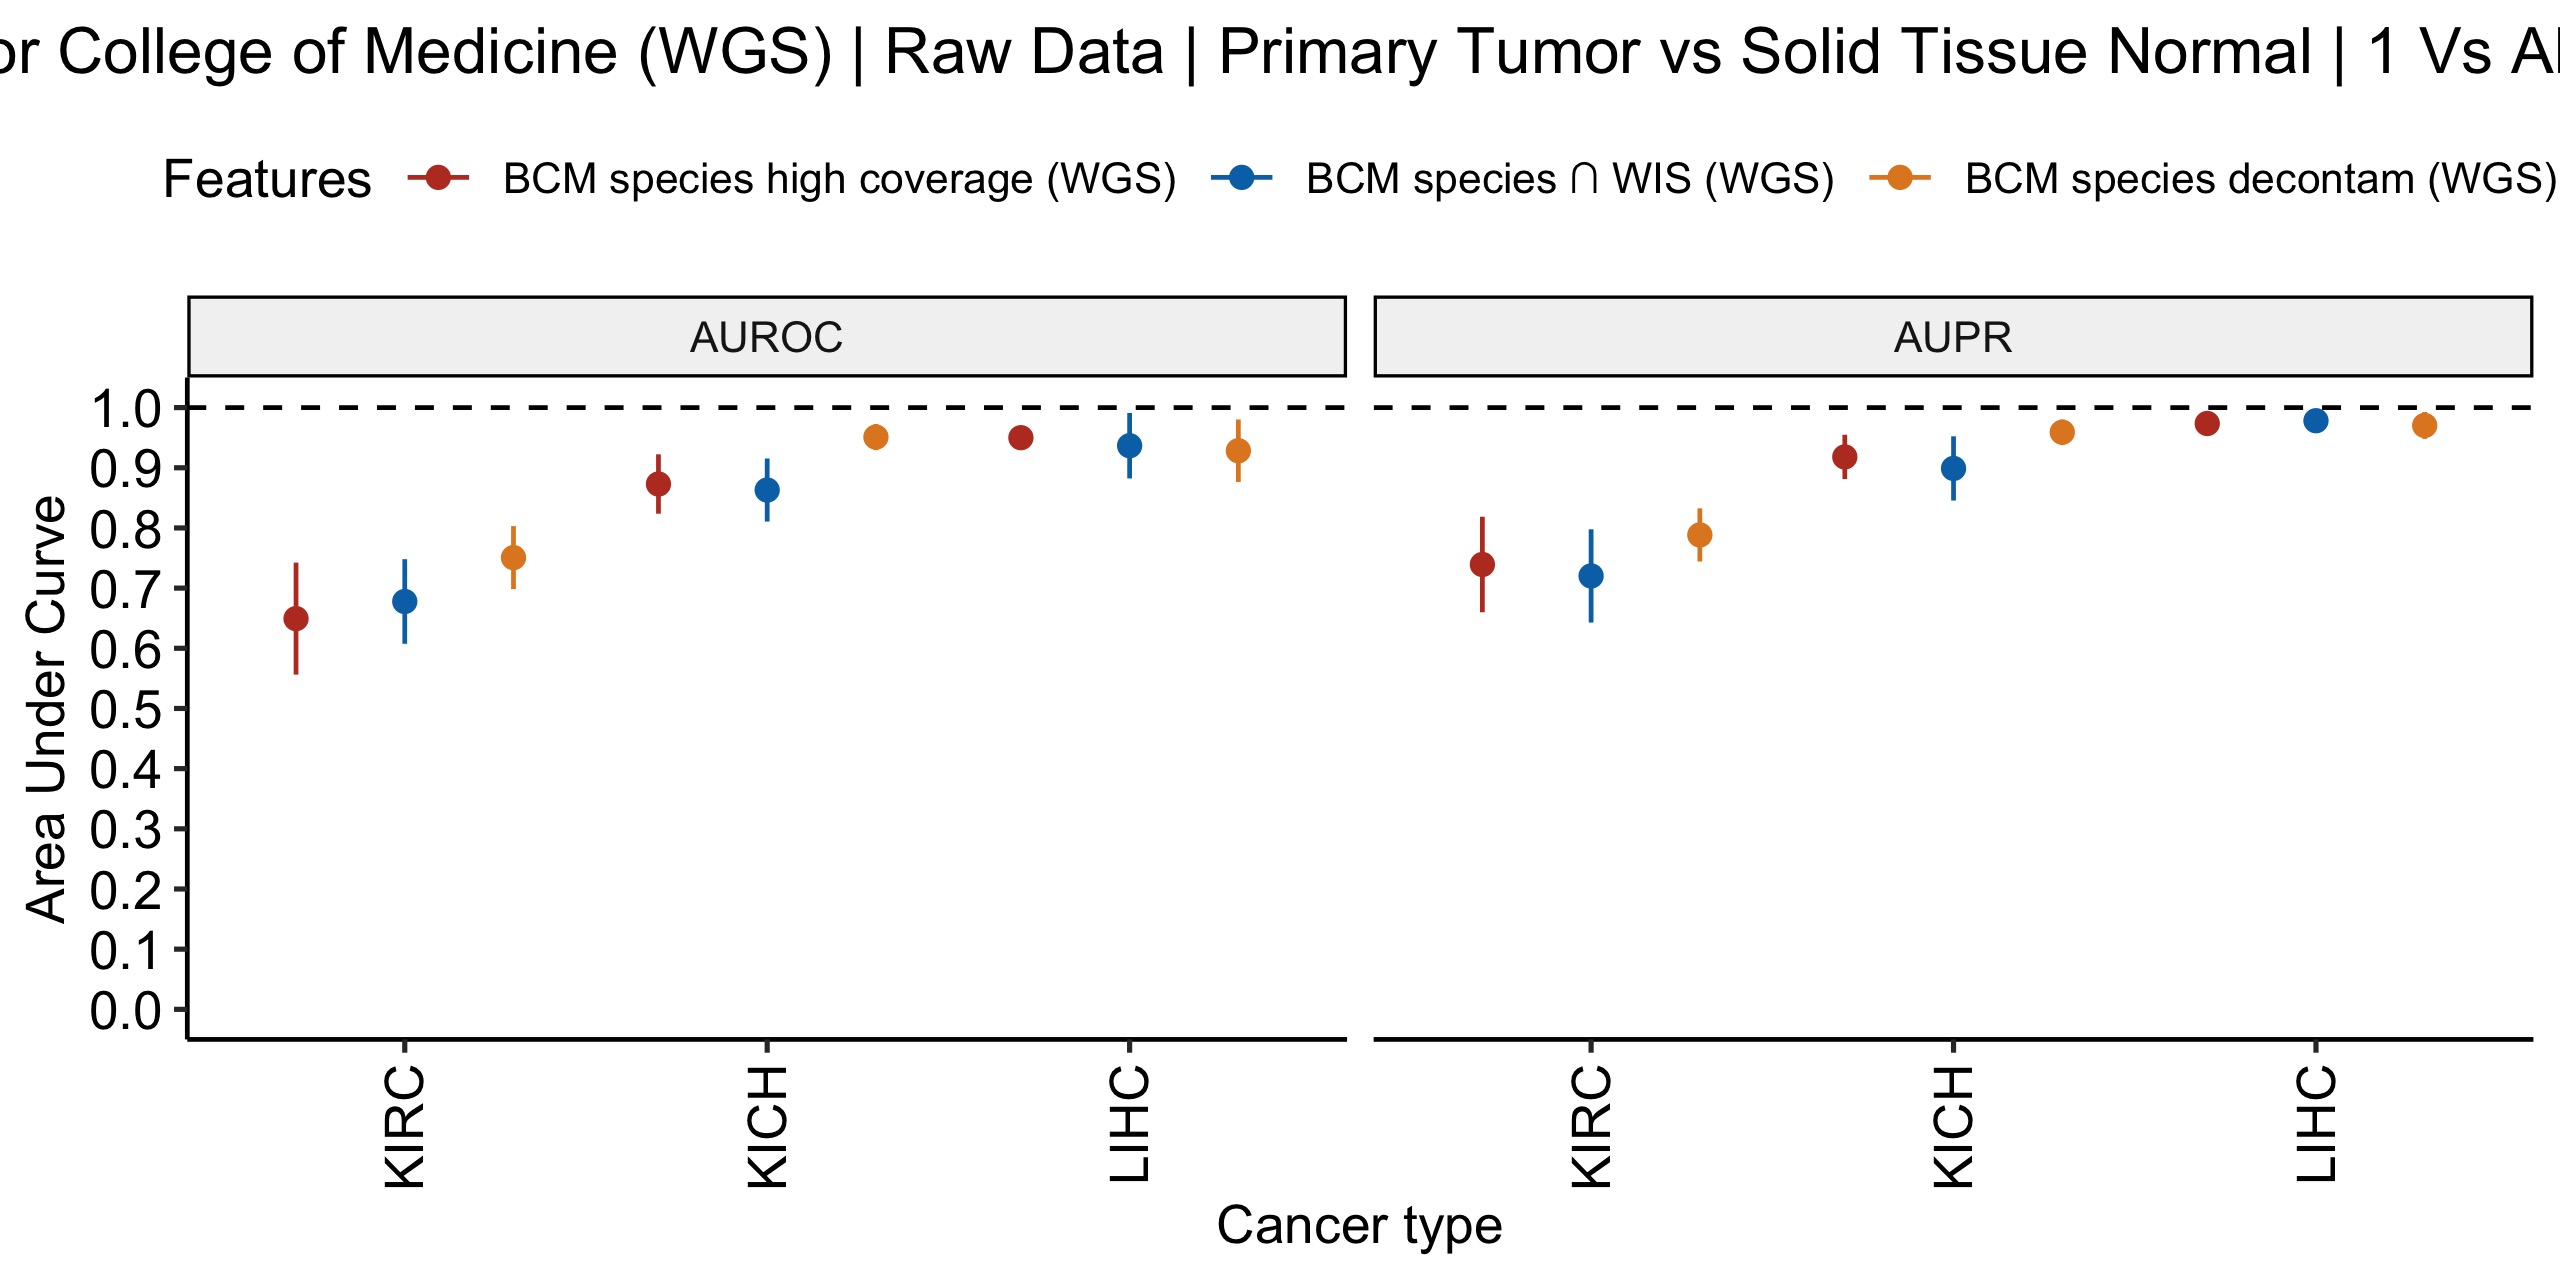 or College of Medicine (WGS) | Raw Data | Primary Tumor vs Solid Tissue Normal | 1 Vs Al
Features BCM species high coverage (WGS) BCM species ∩ WIS (WGS) BCM species decontam (WGS)
AUROC AUPR
Area Under Curve
1.0
0.9
0.8
0.7
0.6
0.5
0.4
0.3
0.2
0.1
0.0
KIRC KICH LIHC KIRC KICH LIHC
Cancer type